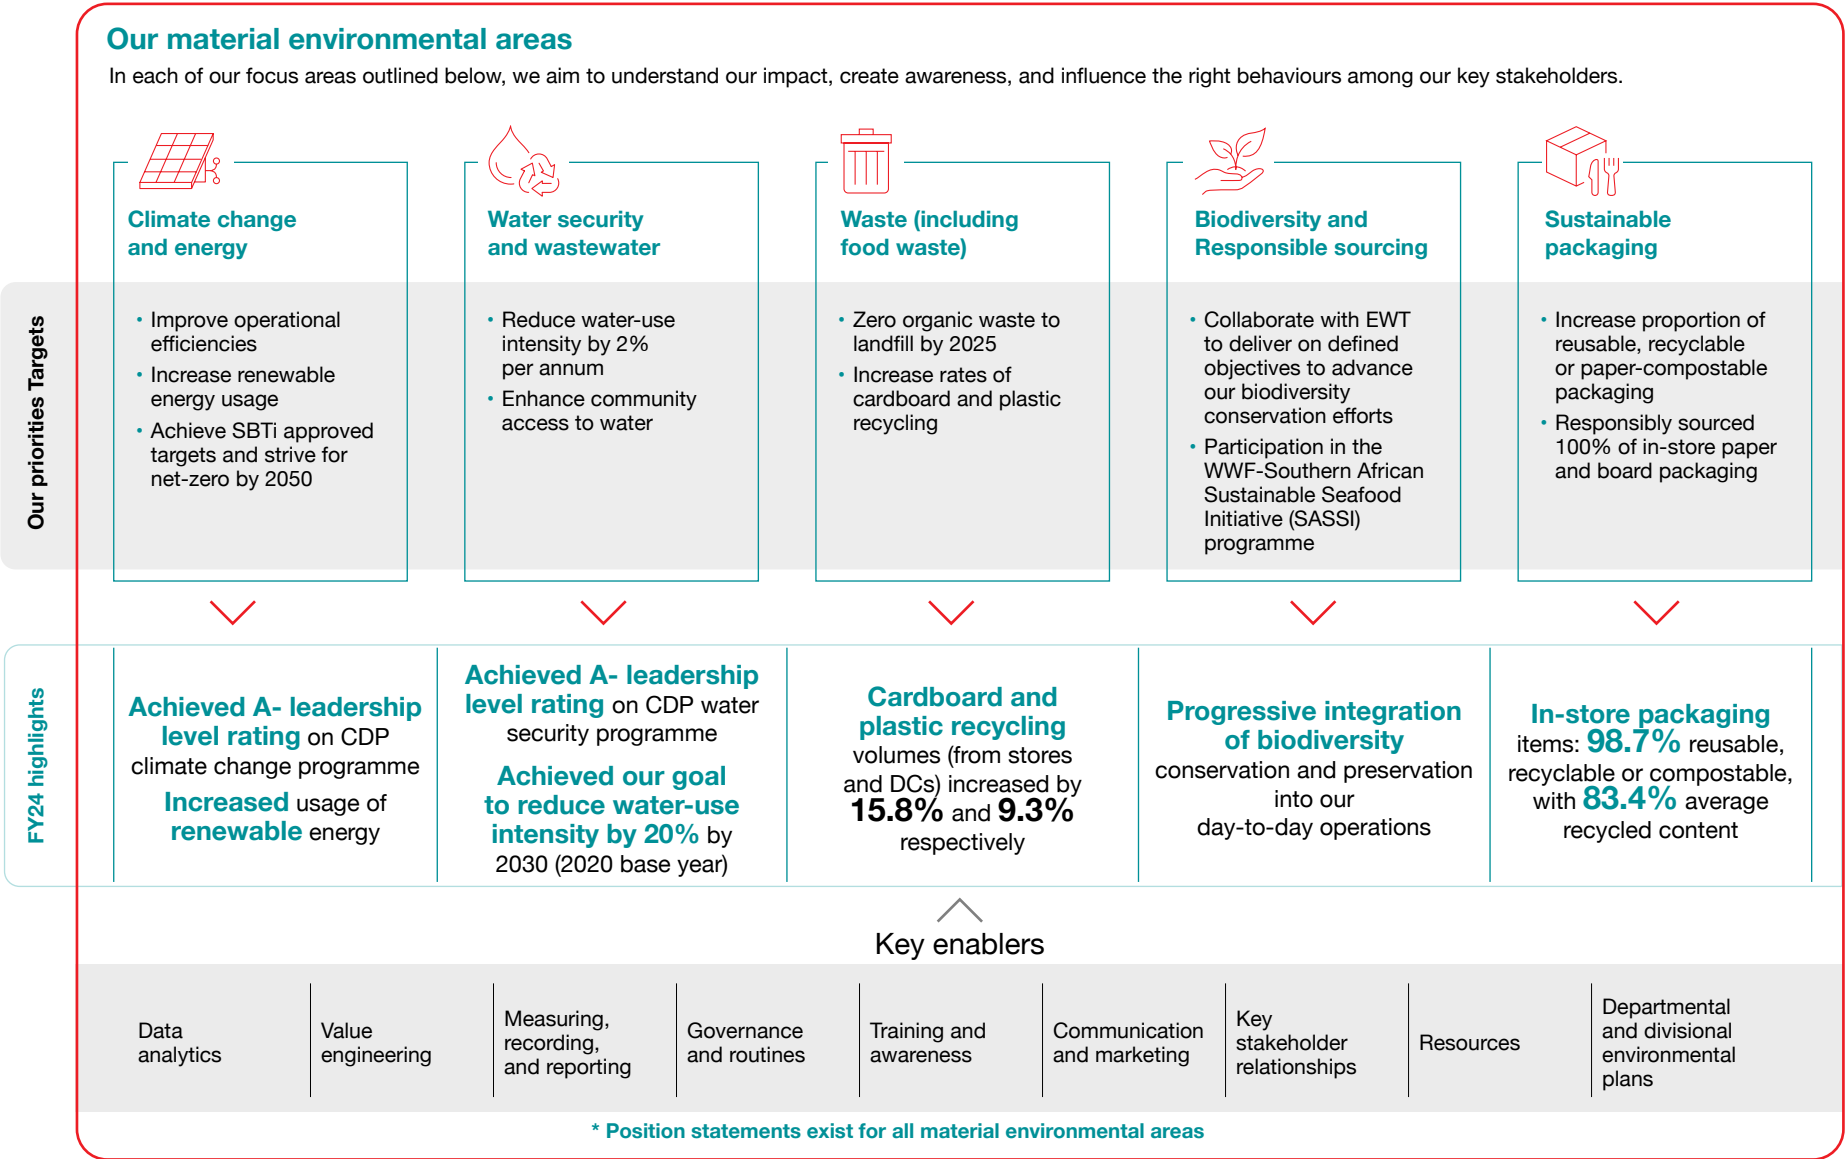 Our material environmental areas
In each of our focus areas outlined below, we aim to understand our impact, create awareness, and influence the right behaviours among our key stakeholders.
Climate change
and energy
Water security
and wastewater
Waste (including
food waste)
Biodiversity and
Responsible sourcing
Sustainable
packaging
Our priorities Targets
• Improve operational
efficiencies
• Increase renewable
energy usage
• Achieve SBTi approved
targets and strive for
net-zero by 2050
• Reduce water-use
intensity by 2%
per annum
• Enhance community
access to water
• Zero organic waste to
landfill by 2025
• Increase rates of
cardboard and plastic
recycling
• Collaborate with EWT
to deliver on defined
objectives to advance
our biodiversity
conservation efforts
• Participation in the
WWF-Southern African
Sustainable Seafood
Initiative (SASSI)
programme
• Increase proportion of
reusable, recyclable
or paper-compostable
packaging
• Responsibly sourced
100% of in-store paper
and board packaging
FY24 highlights
Achieved A- leadership
level rating on CDP
climate change programme
Increased usage of
renewable energy
Achieved A- leadership
level rating on CDP water
security programme
Achieved our goal
to reduce water-use
intensity by 20% by
2030 (2020 base year)
Cardboard and
plastic recycling
volumes (from stores
and DCs) increased by
15.8% and 9.3%
respectively
Progressive integration
of biodiversity
conservation and preservation
into our
day-to-day operations
In-store packaging
items: 98.7% reusable,
recyclable or compostable,
with 83.4% average
recycled content
Key enablers
Data
analytics
Value
engineering
Measuring,
recording,
and reporting
Governance
and routines
Training and
awareness
Communication
and marketing
Key
stakeholder
relationships
Resources
Departmental
and divisional
environmental
plans
* Position statements exist for all material environmental areas